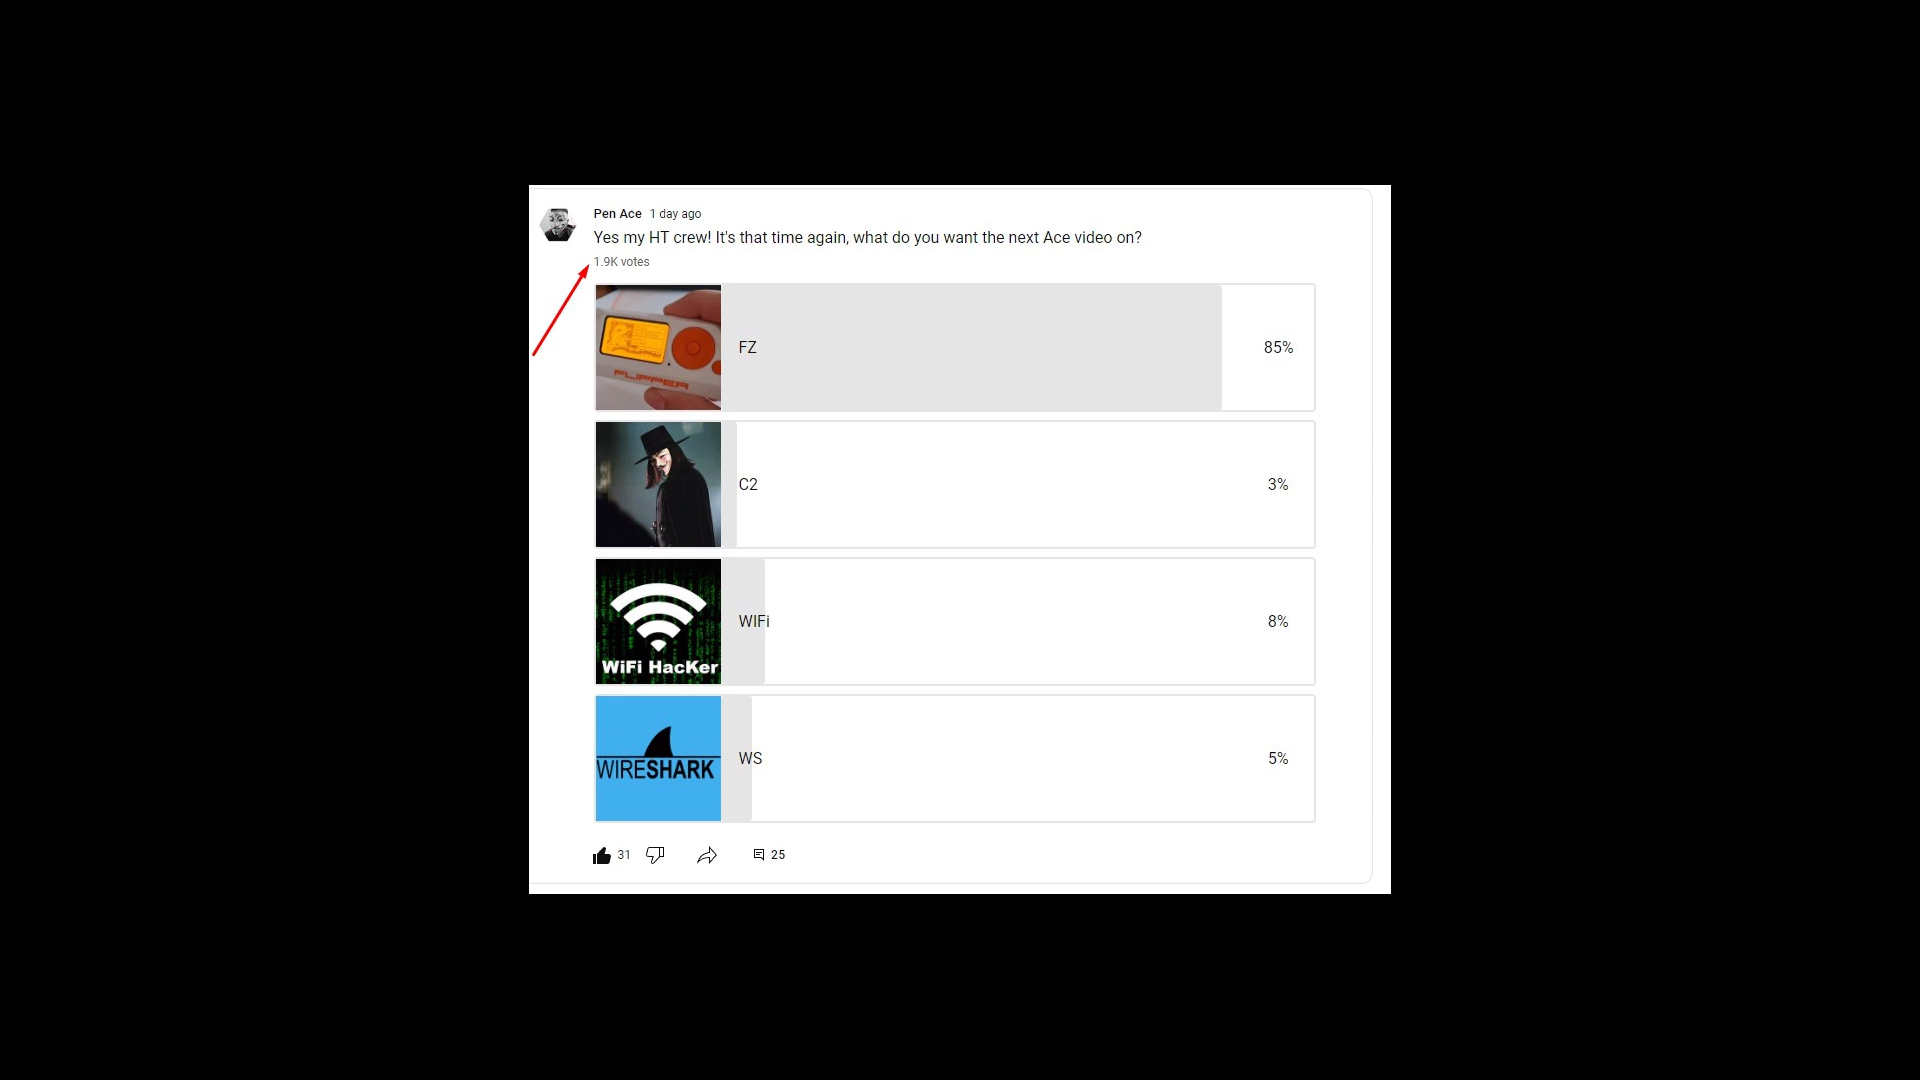 Pen Ace 1 day ago
Yes my HT crew! It's that time again, what do you want the next Ace video on?
1.9K votes
FLIPPER
FZ
85%
C2
3%
WiFi HacKer
WIFi
8%
WIRESHARK
WS
5%
31
25